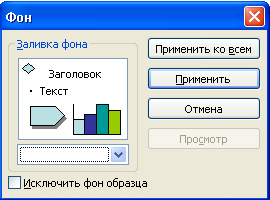 Фон
Заливка фона
Заголовок
• Текст
Применить ко всем
Применить
Отмена
Просмотр
Исключить фон образца